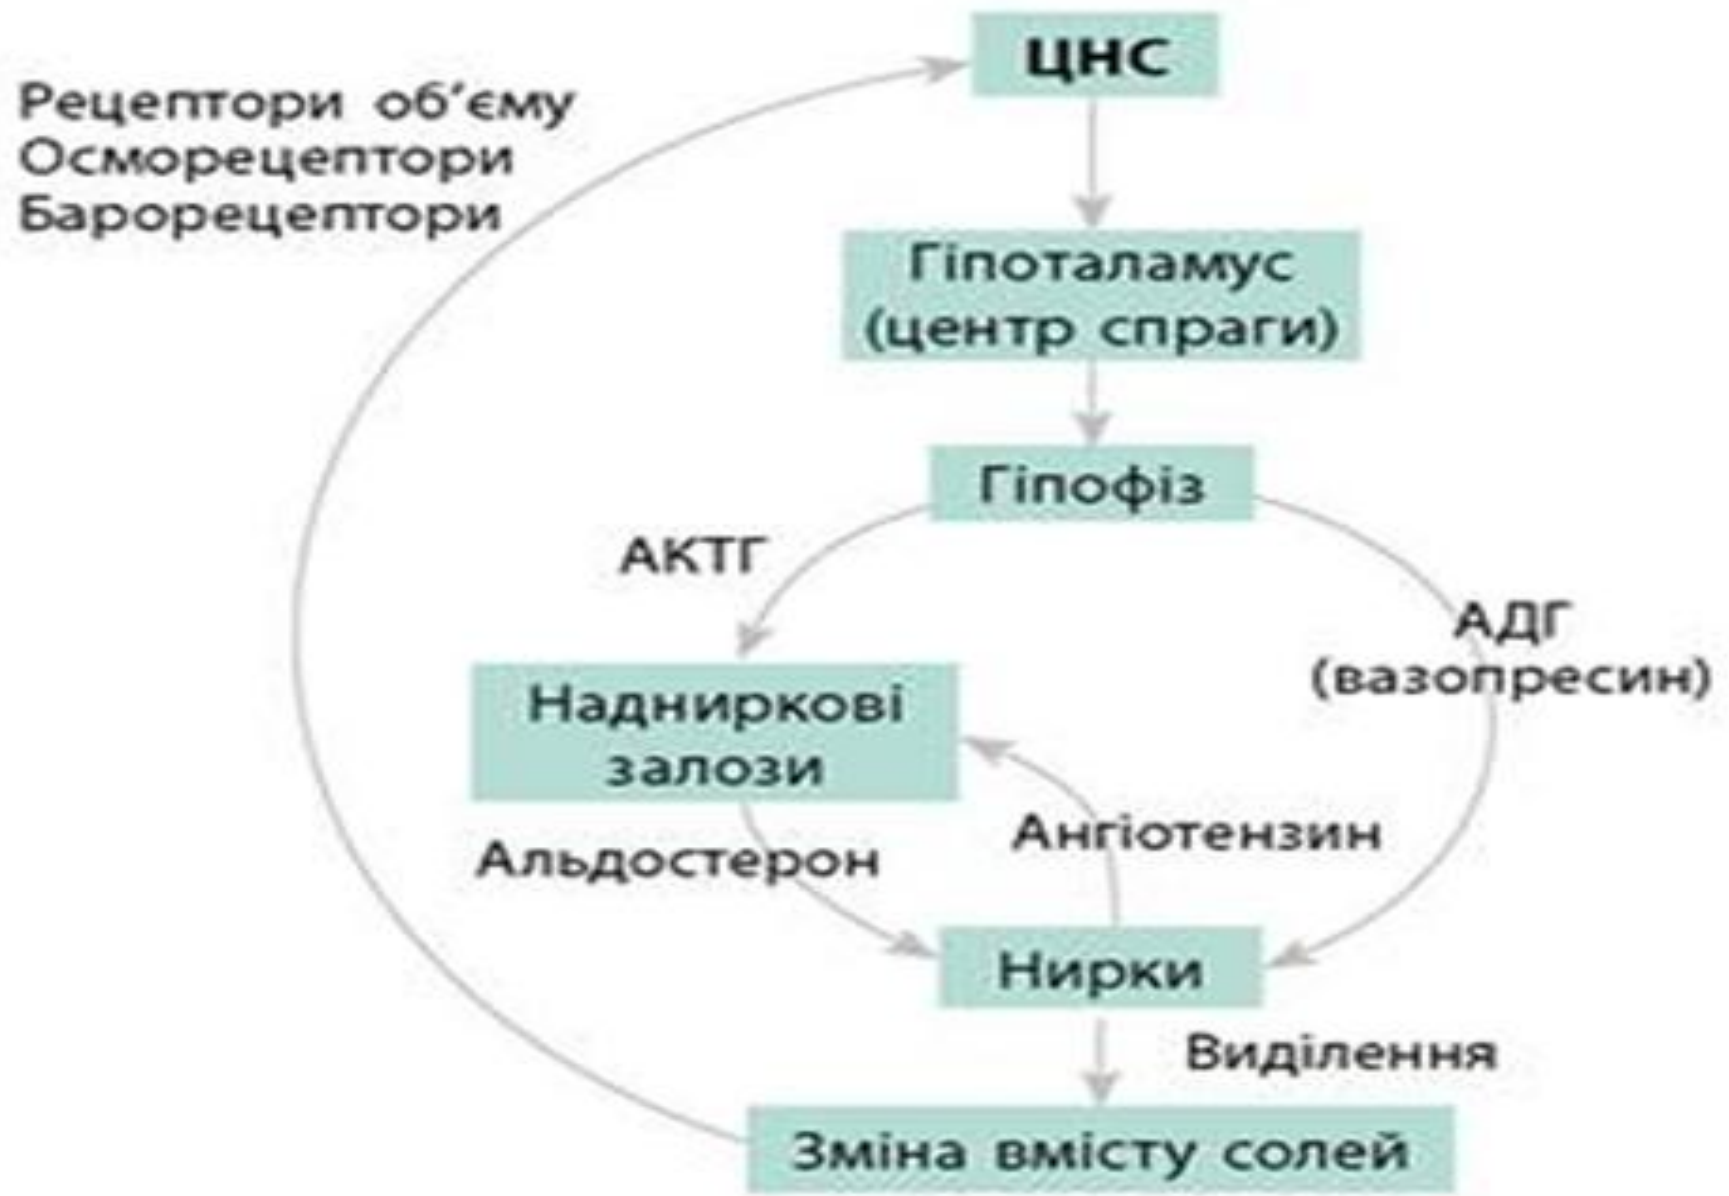 ЦНС
Рецептори об’єму
Осморецептори
Барорецептори
Гіпоталамус
(центр спраги)
Гіпофіз
АКТГ
АДГ
(вазопресин)
Надниркові
залози
Альдостерон
Ангіотензин
Нирки
Виділення
Зміна вмісту солей